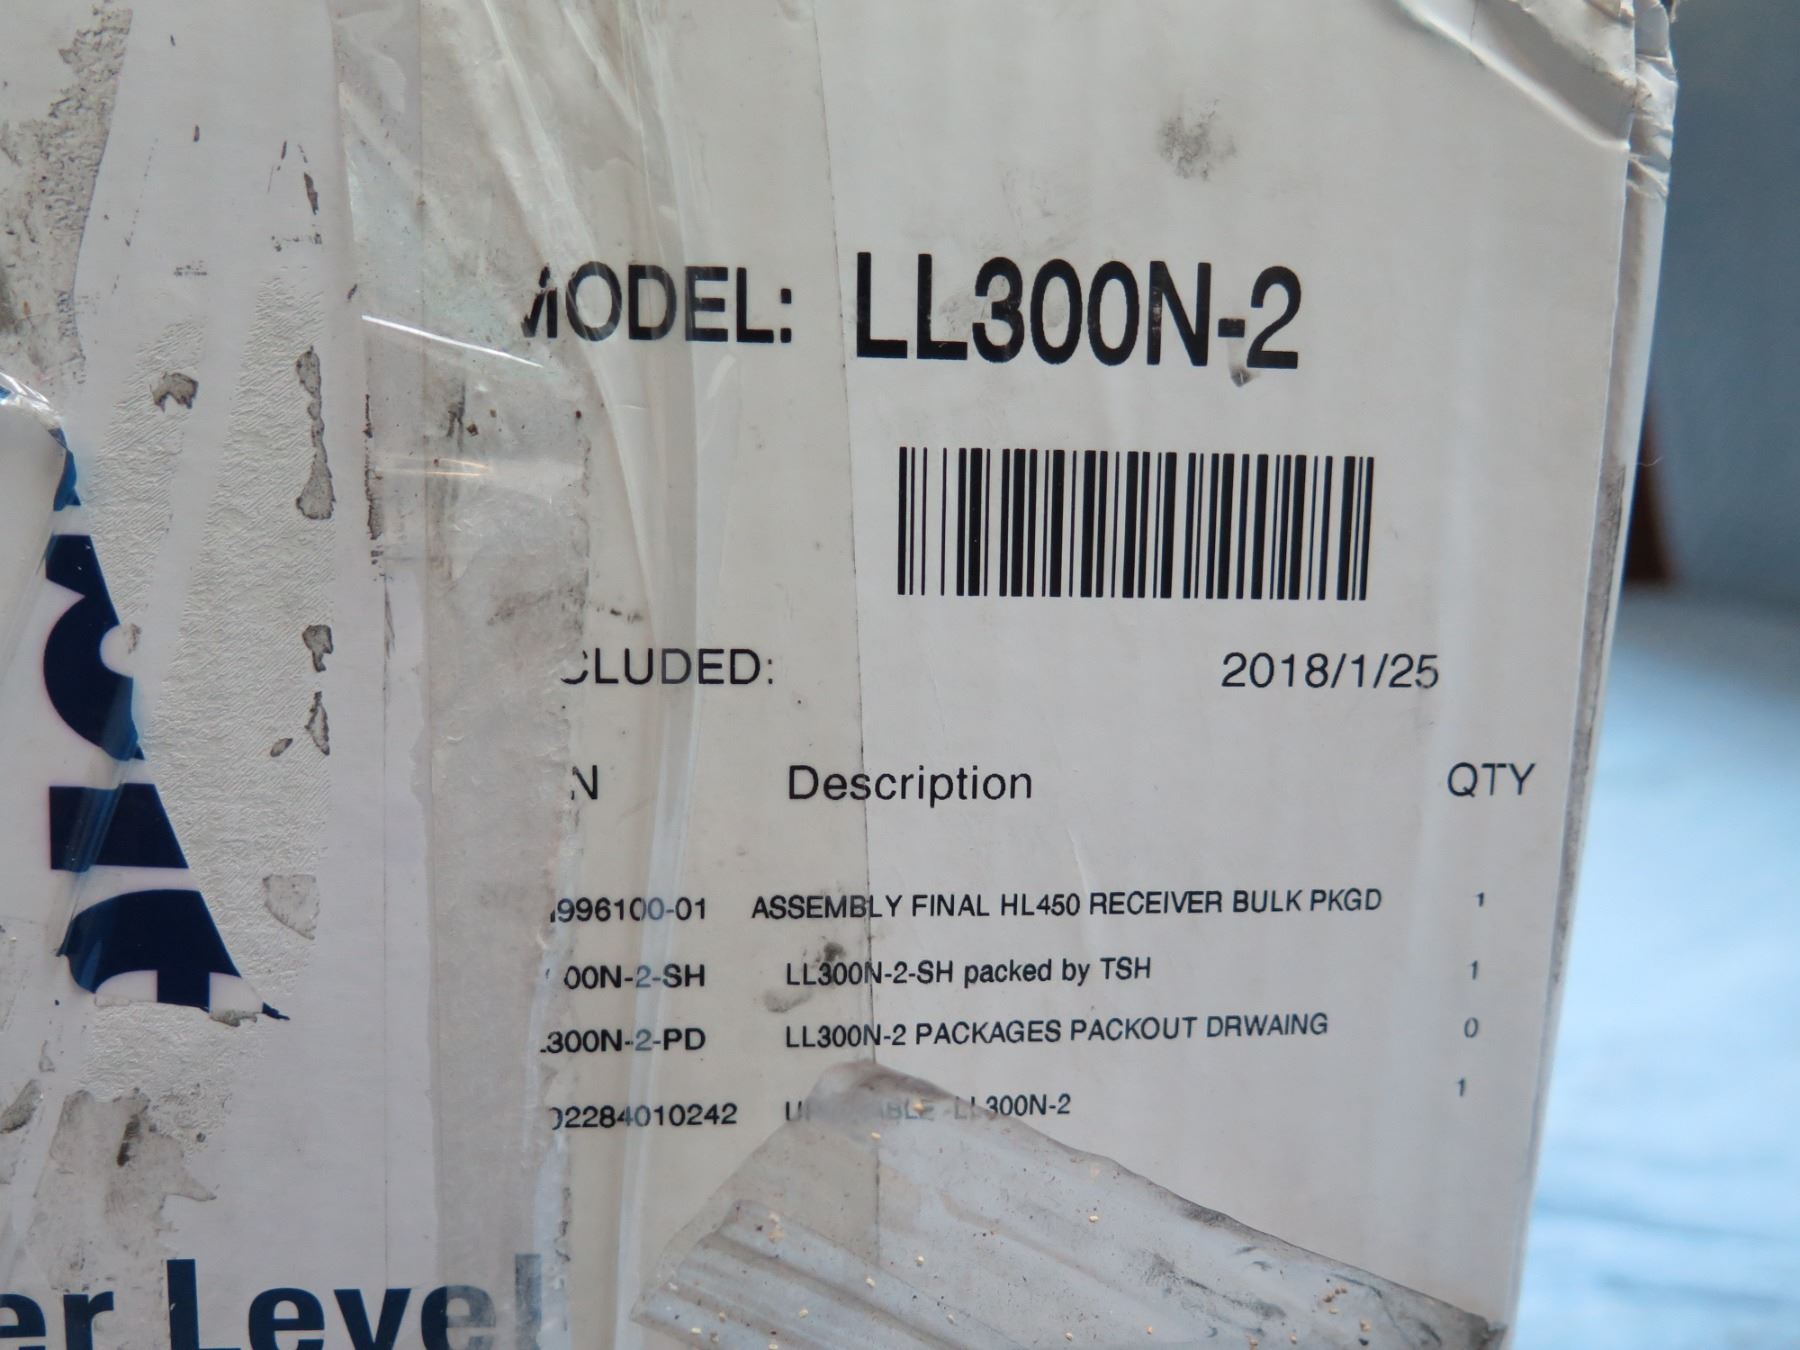 MODEL: LL300N-2
CLUDED:
2018/1/25
N Description QTY
996100-01 ASSEMBLY FINAL HL450 RECEIVER BULK PKGD 1
00N-2-SH LL300N-2-SH packed by TSH 1
300N-2-PD LL300N-2 PACKAGES PACKOUT DRWAING 0
02284010242 LL300N-2 1
er Level